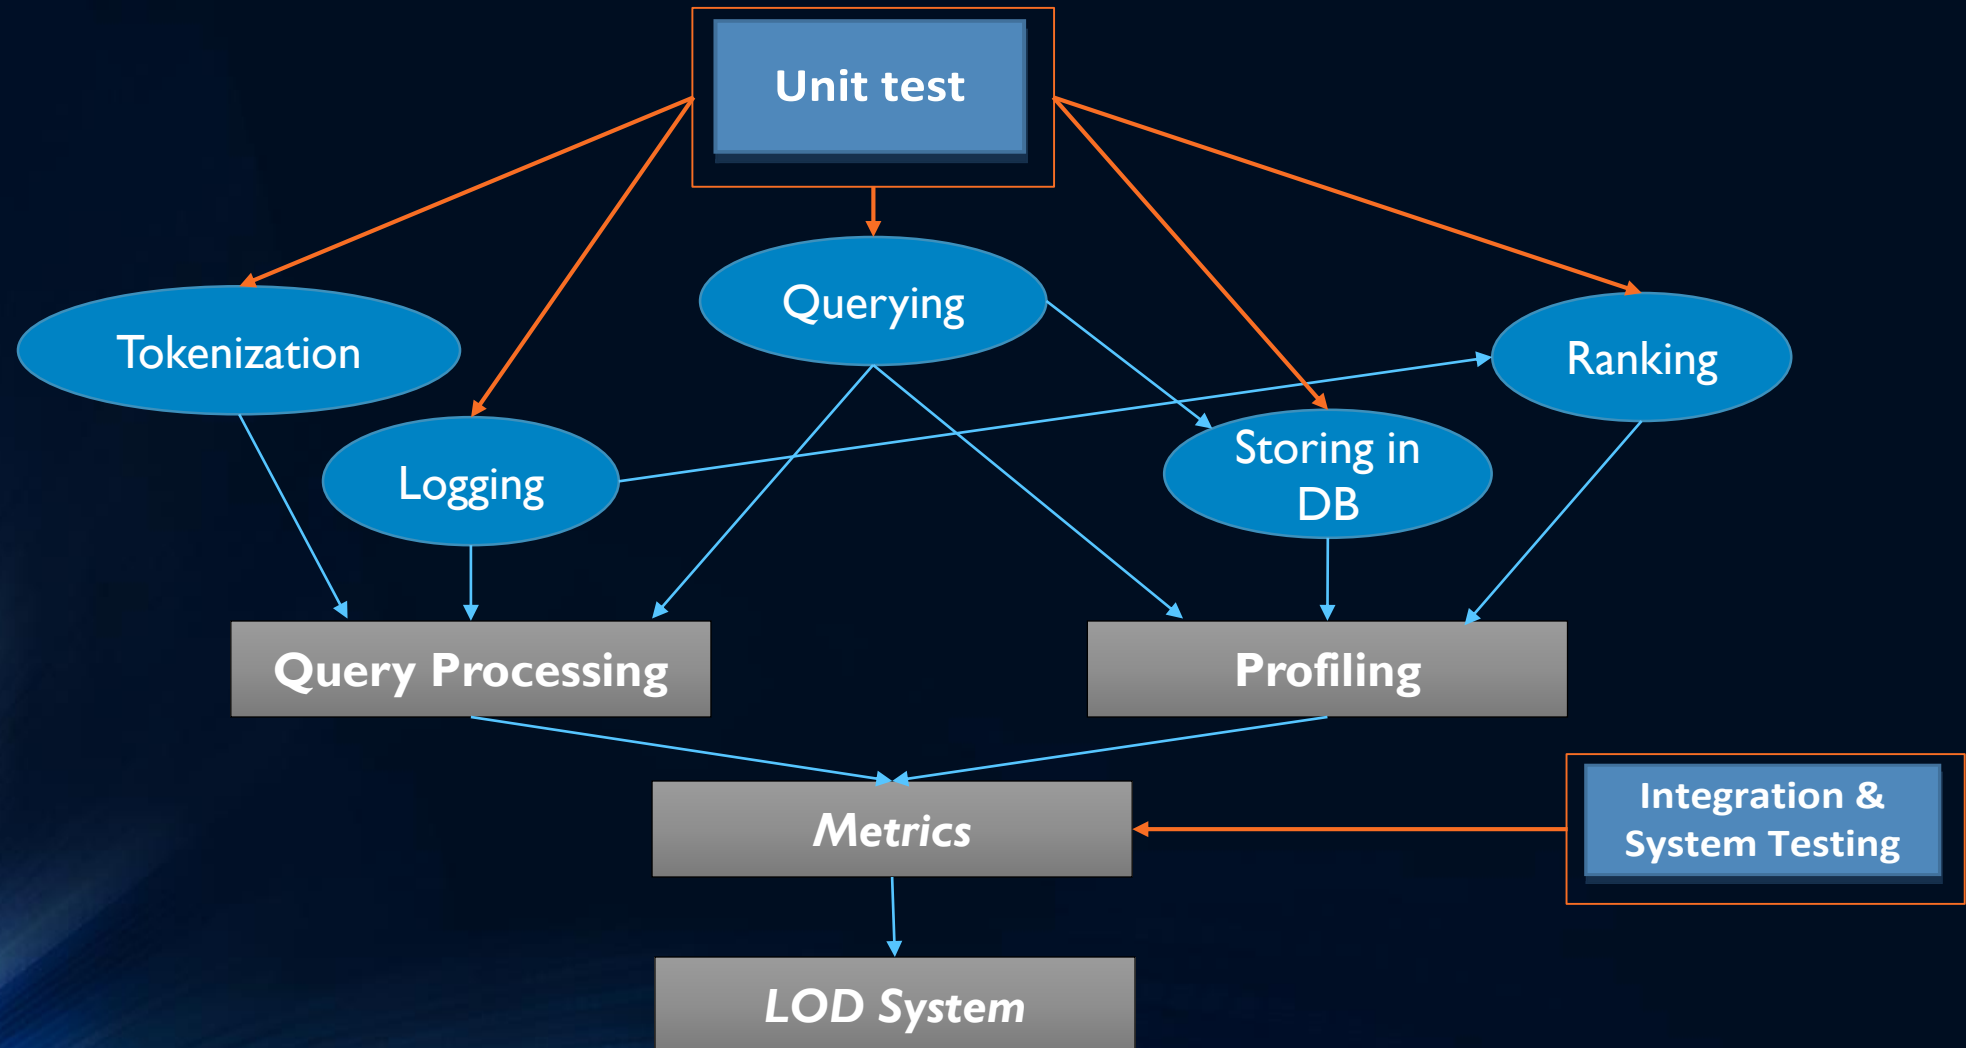 Unit test
Querying
Tokenization
Ranking
Logging
Storing in
DB
Query Processing
Profiling
Metrics
Integration &
System Testing
LOD System